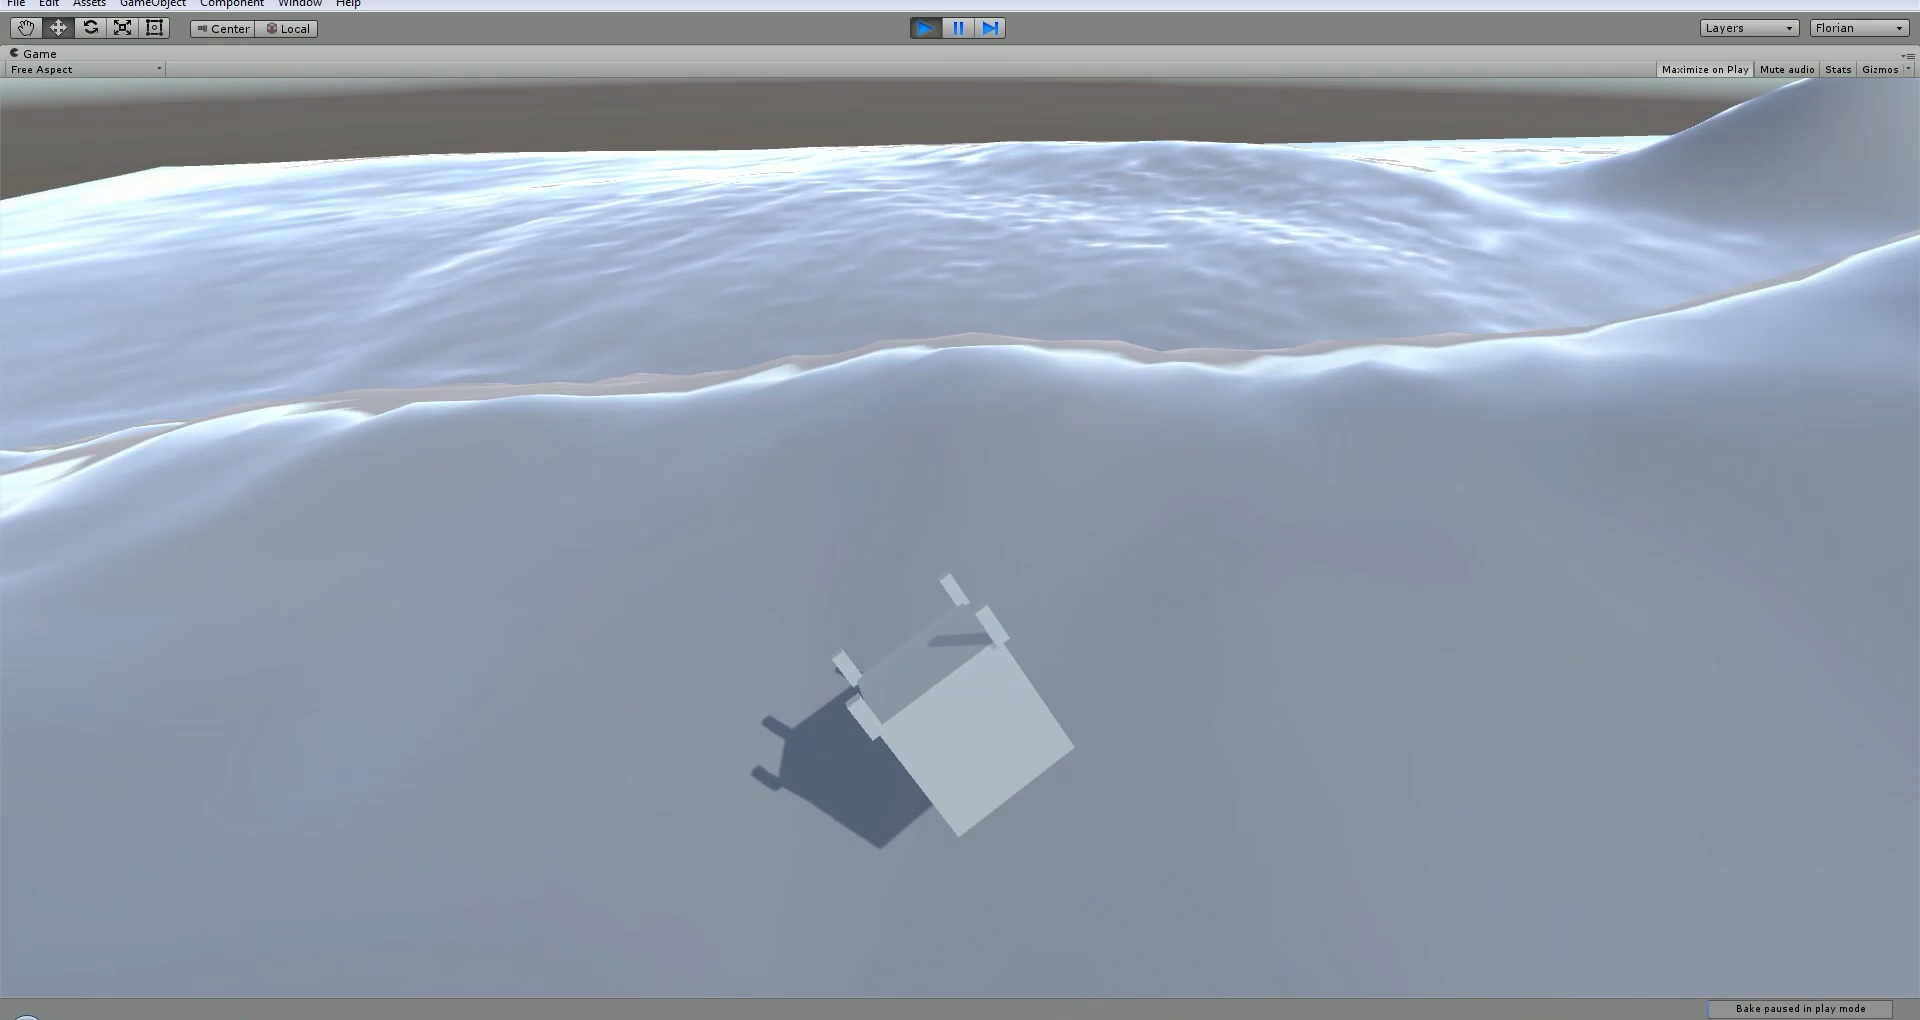 File Edit Assets GameObject Component Window Help
Center Local Layers Florian
Game
Free Aspect Maximize on Play Mute audio Stats Gizmos
Bake paused in play mode